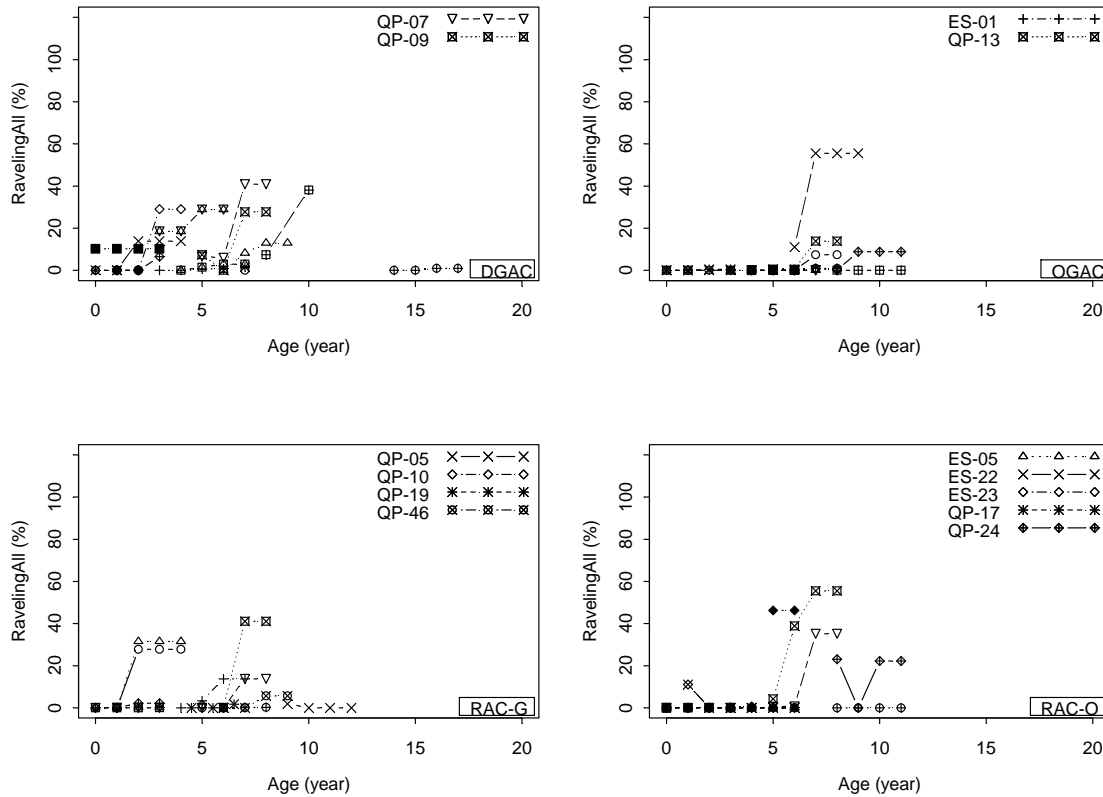 QP-07
QP-09
RavelingAll (%)
0 20 40 60 80 100
DGAC
0 5 10 15 20
Age (year)
ES-01
QP-13
RavelingAll (%)
0 20 40 60 80 100
OGAC
0 5 10 15 20
Age (year)
QP-05
QP-10
QP-19
QP-46
RavelingAll (%)
0 20 40 60 80 100
RAC-G
0 5 10 15 20
Age (year)
ES-05
ES-22
ES-23
QP-17
QP-24
RavelingAll (%)
0 20 40 60 80 100
RAC-O
0 5 10 15 20
Age (year)